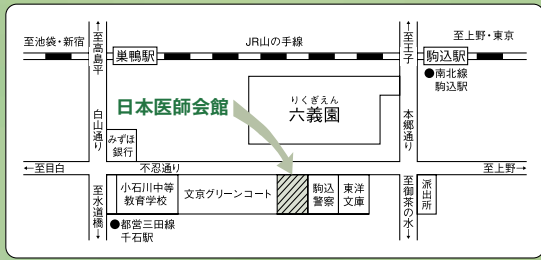 至池袋・新宿
至高島平
巣鴨駅
JR山の手線
至王子
至上野・東京
駒込駅
●南北線
駒込駅
日本医師会館
りくぎえん
六義園
白山通り
本郷通り
みずほ
銀行
←至目白
不忍通り
至上野→
至水道橋→
小石川中等
教育学校
文京グリーンコート
駒込
警察
東洋
文庫
至御茶の水→
派出所
●都営三田線
千石駅